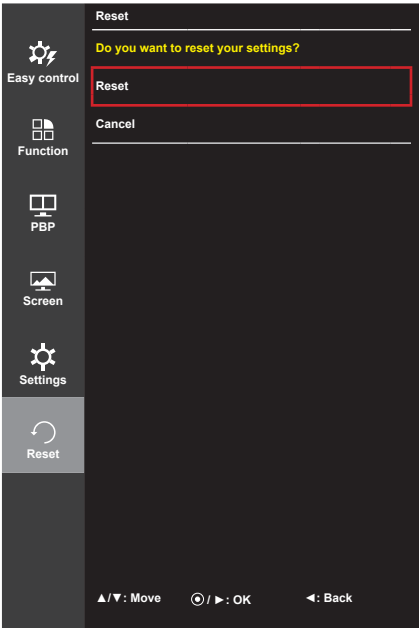 Reset
Do you want to reset your settings?
Reset
Cancel
Easy control
Function
PBP
Screen
Settings
Reset
▲/▼: Move ⦿ / ►: OK ◄: Back